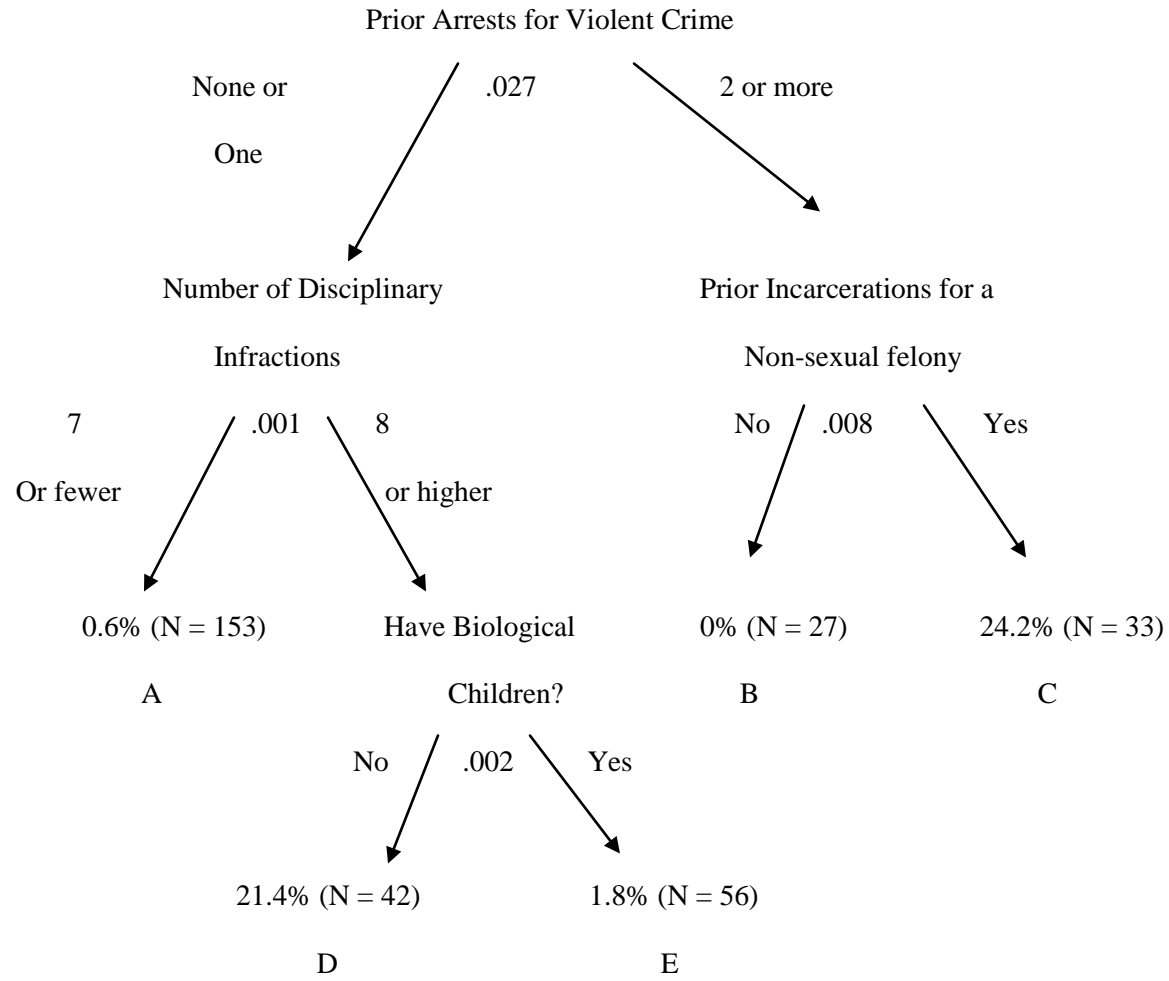 Prior Arrests for Violent Crime
None or .027 2 or more
One
Number of Disciplinary Prior Incarcerations for a
Infractions Non-sexual felony
7 .001 8 No .008 Yes
Or fewer or higher
0.6% (N = 153) Have Biological 0% (N = 27) 24.2% (N = 33)
A Children? B C
No .002 Yes
21.4% (N = 42) 1.8% (N = 56)
D E